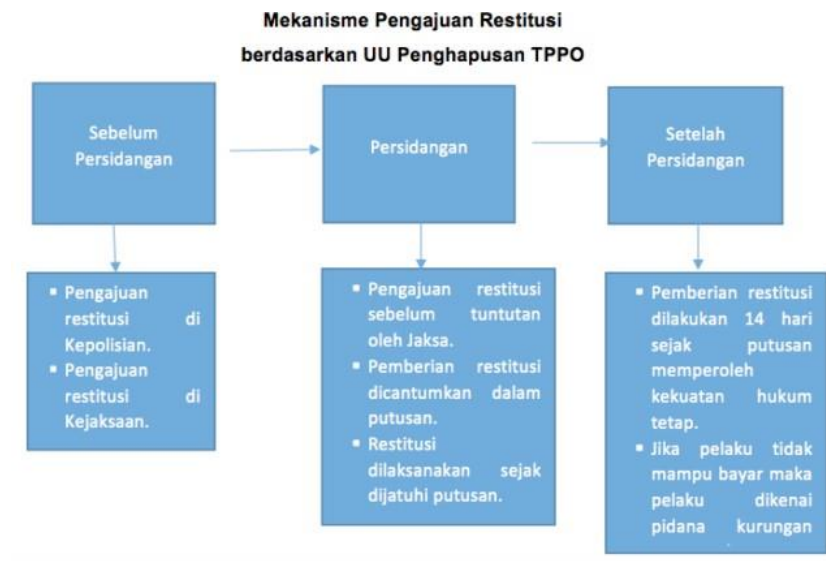 Mekanisme Pengajuan Restitusi
berdasarkan UU Penghapusan TPPO
Sebelum
Persidangan
Persidangan
Setelah
Persidangan
▪ Pengajuan
restitusi di
Kepolisian.
▪ Pengajuan
restitusi di
Kejaksaan.
▪ Pengajuan restitusi
sebelum tuntutan
oleh Jaksa.
▪ Pemberian restitusi
dicantumkan dalam
putusan.
▪ Restitusi
dilaksanakan sejak
dijatuhi putusan.
▪ Pemberian restitusi
dilakukan 14 hari
sejak putusan
memperoleh
kekuatan hukum
tetap.
▪ Jika pelaku tidak
mampu bayar maka
pelaku dikenai
pidana kurungan